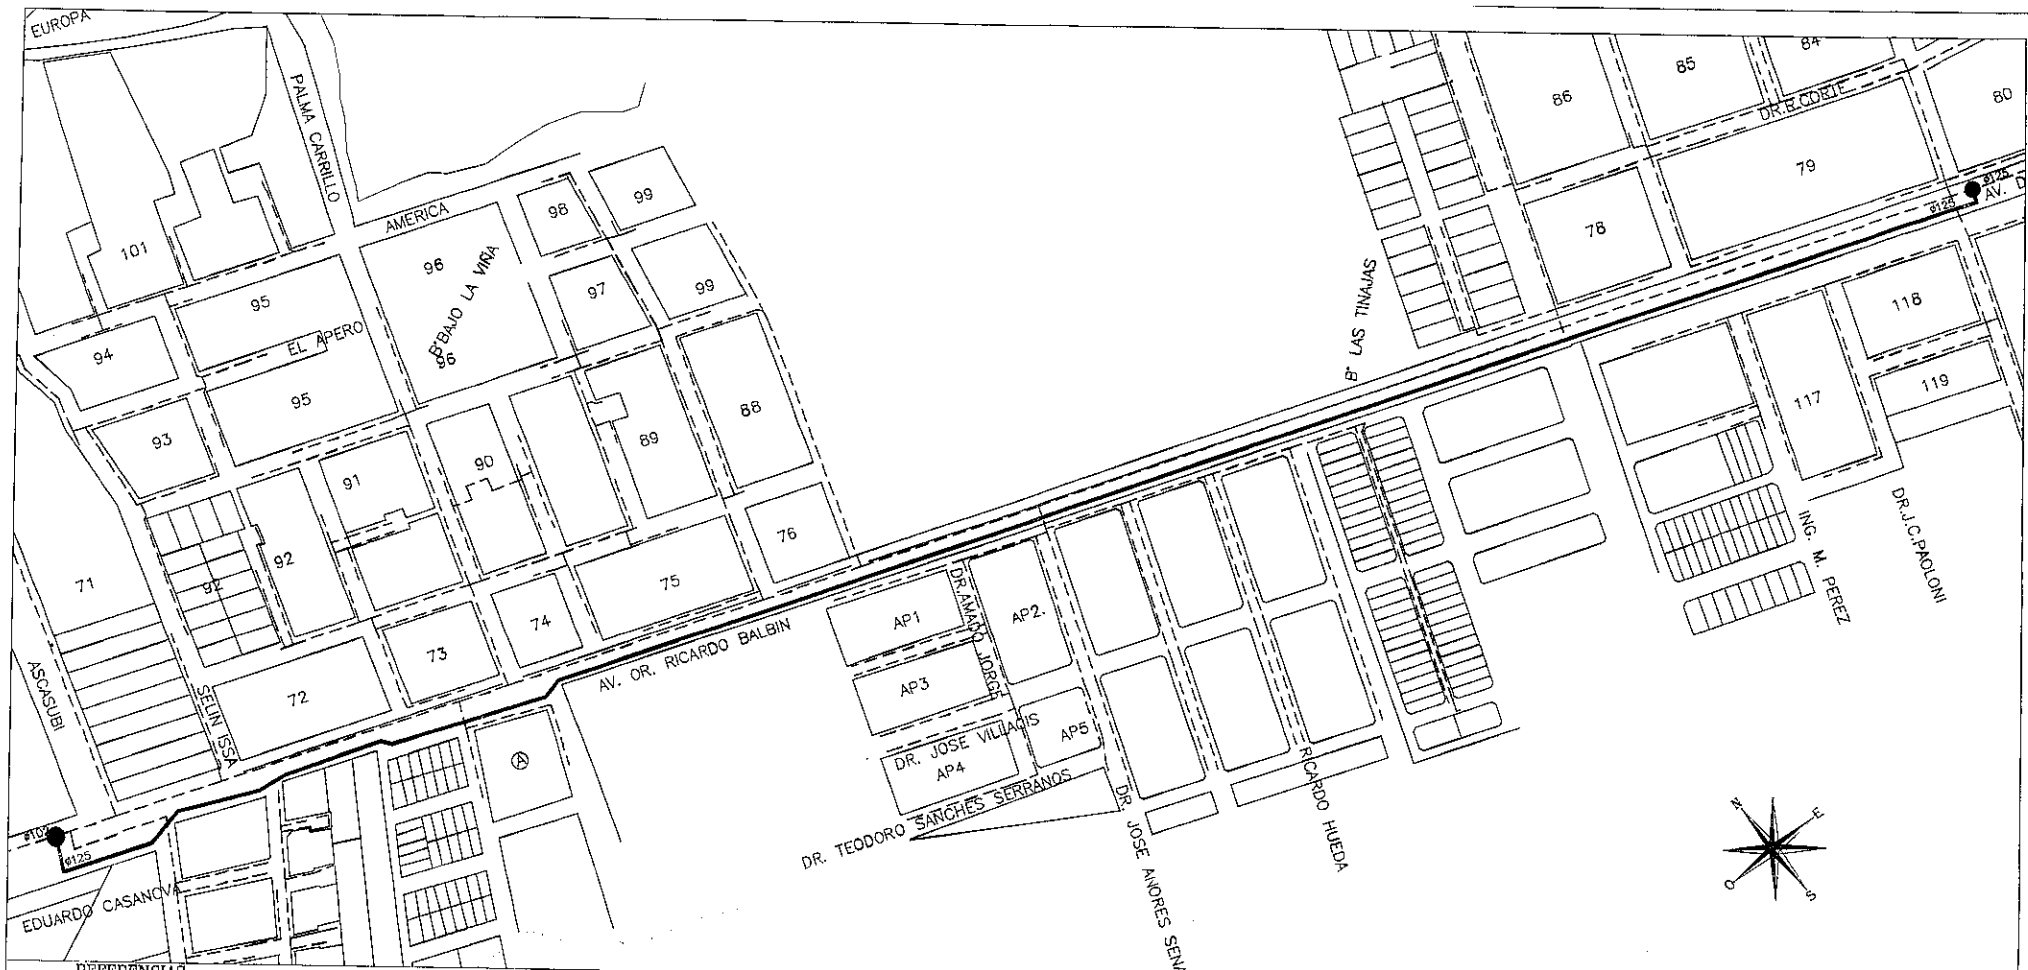 EUROPA
PALMA CARRILLO
84
85
86
80
DR.R.CORTE
79
ø125
AV. D
ø125
78
101
AMERICA
98
99
96
B°BAJO LA VIÑA
97
99
95
94
EL APERO
96
95
93
88
89
90
91
B° LAS TINAJAS
118
119
117
ING. M. PEREZ
DR.J.C.PAOLONI
92
92
71
76
75
74
73
72
ASCASUBI
SELIN ISSA
AV. OR. RICARDO BALBIN
AP1
DR.AMADO JORGE
AP2.
AP3
DR. JOSE VILLAGIS
AP5
AP4
DR. TEODORO SANCHES SERRANOS
DR. JOSE ANDRES SENA
RICARDO HUEDA
A
ø102
ø125
EDUARDO CASANOVA
N
E
O
S
REFERENCIAS